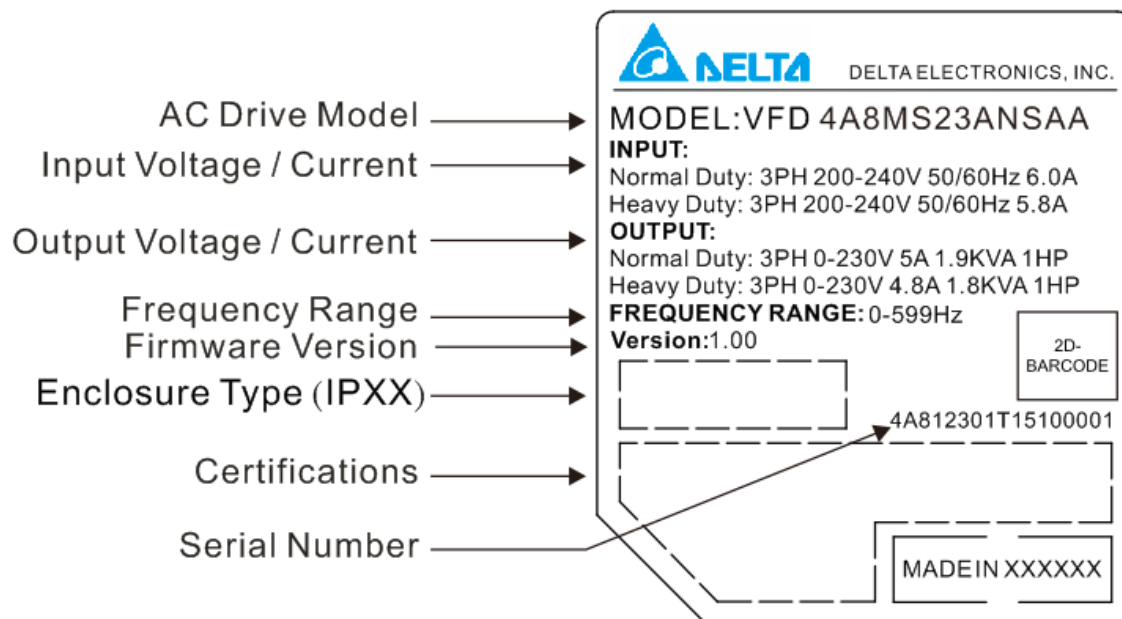 DELTA
DELTA ELECTRONICS, INC.
AC Drive Model
MODEL:VFD 4A8MS23ANSAA
Input Voltage / Current
INPUT:
Normal Duty: 3PH 200-240V 50/60Hz 6.0A
Heavy Duty: 3PH 200-240V 50/60Hz 5.8A
Output Voltage / Current
OUTPUT:
Normal Duty: 3PH 0-230V 5A 1.9KVA 1HP
Heavy Duty: 3PH 0-230V 4.8A 1.8KVA 1HP
Frequency Range
FREQUENCY RANGE: 0-599Hz
Firmware Version
Version:1.00
2D-
BARCODE
Enclosure Type (IPXX)
4A812301T15100001
Certifications
Serial Number
MADE IN XXXXXX